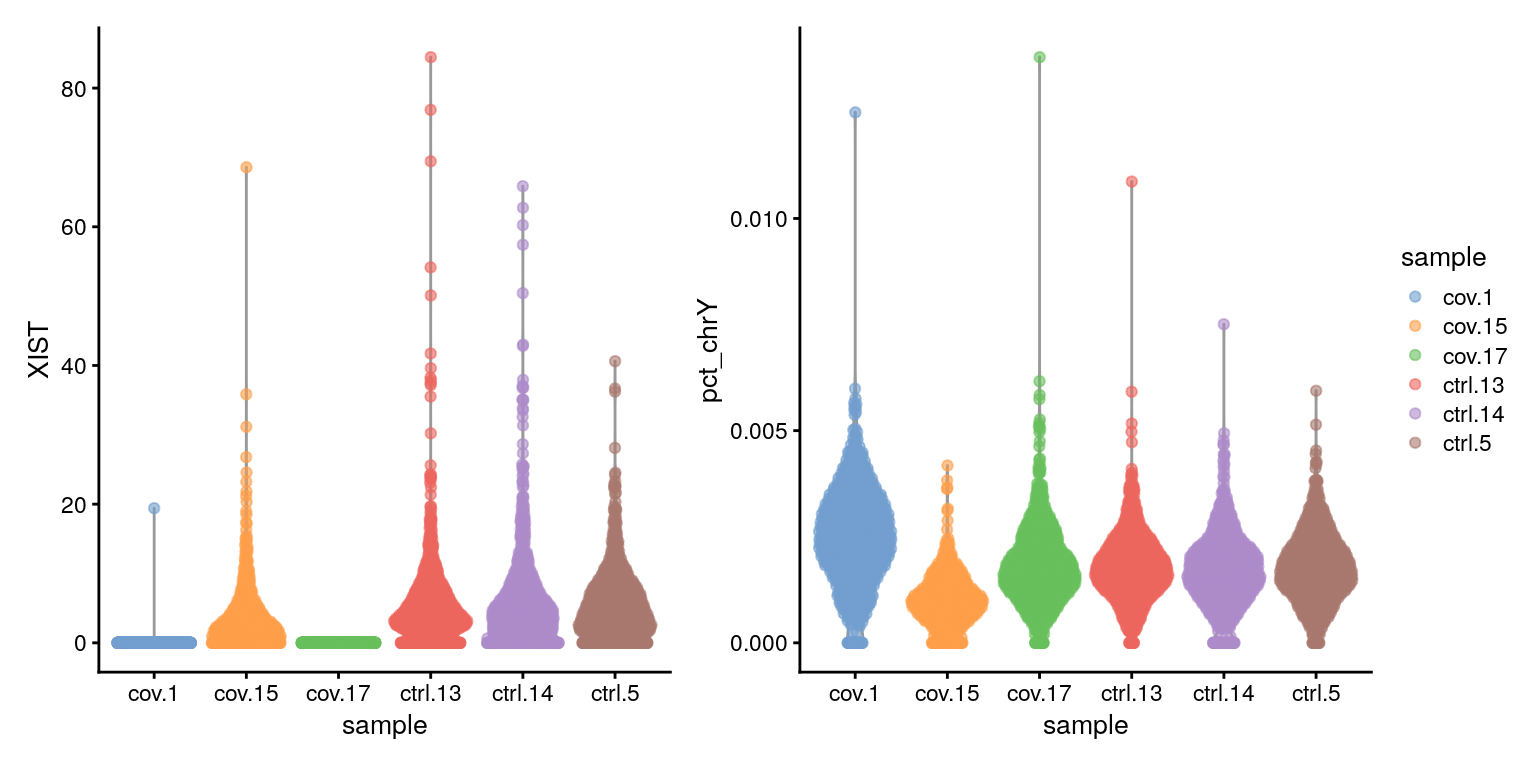 XIST
80
60
40
20
0
cov.1 cov.15 cov.17 ctrl.13 ctrl.14 ctrl.5
sample
pct_chrY
0.010
0.005
0.000
cov.1 cov.15 cov.17 ctrl.13 ctrl.14 ctrl.5
sample
sample
cov.1
cov.15
cov.17
ctrl.13
ctrl.14
ctrl.5